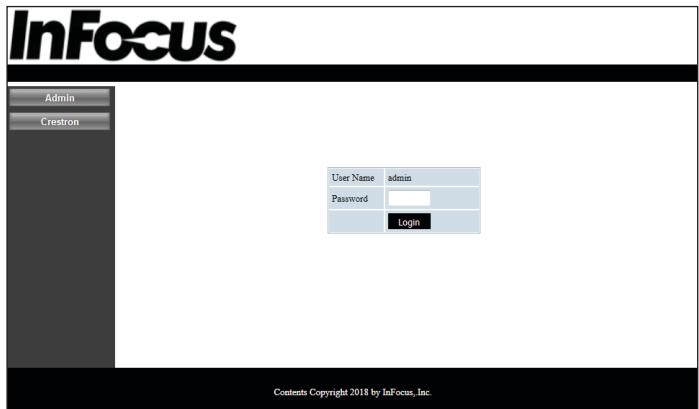 InFocus
Admin
Crestron
User Name admin
Password
Login
Contents Copyright 2018 by InFocus,.Inc.